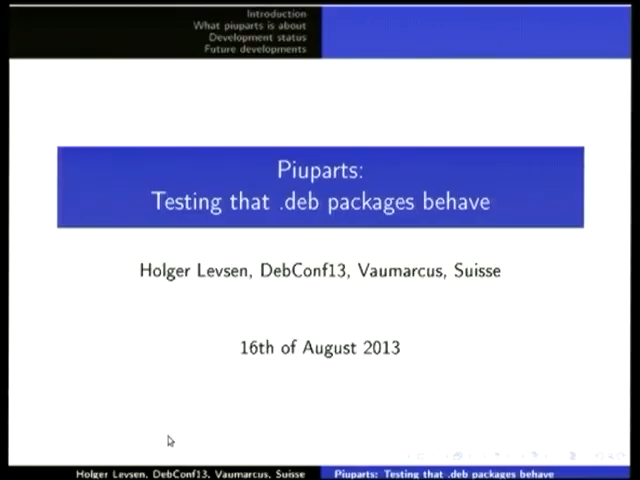 Introduction
What piuparts is about
Development status
Future developments
Piuparts:
Testing that .deb packages behave
Holger Levsen, DebConf13, Vaumarcus, Suisse
16th of August 2013
Holger Levsen, DebConf13, Vaumarcus, Suisse
Piuparts: Testing that .deb packages behave